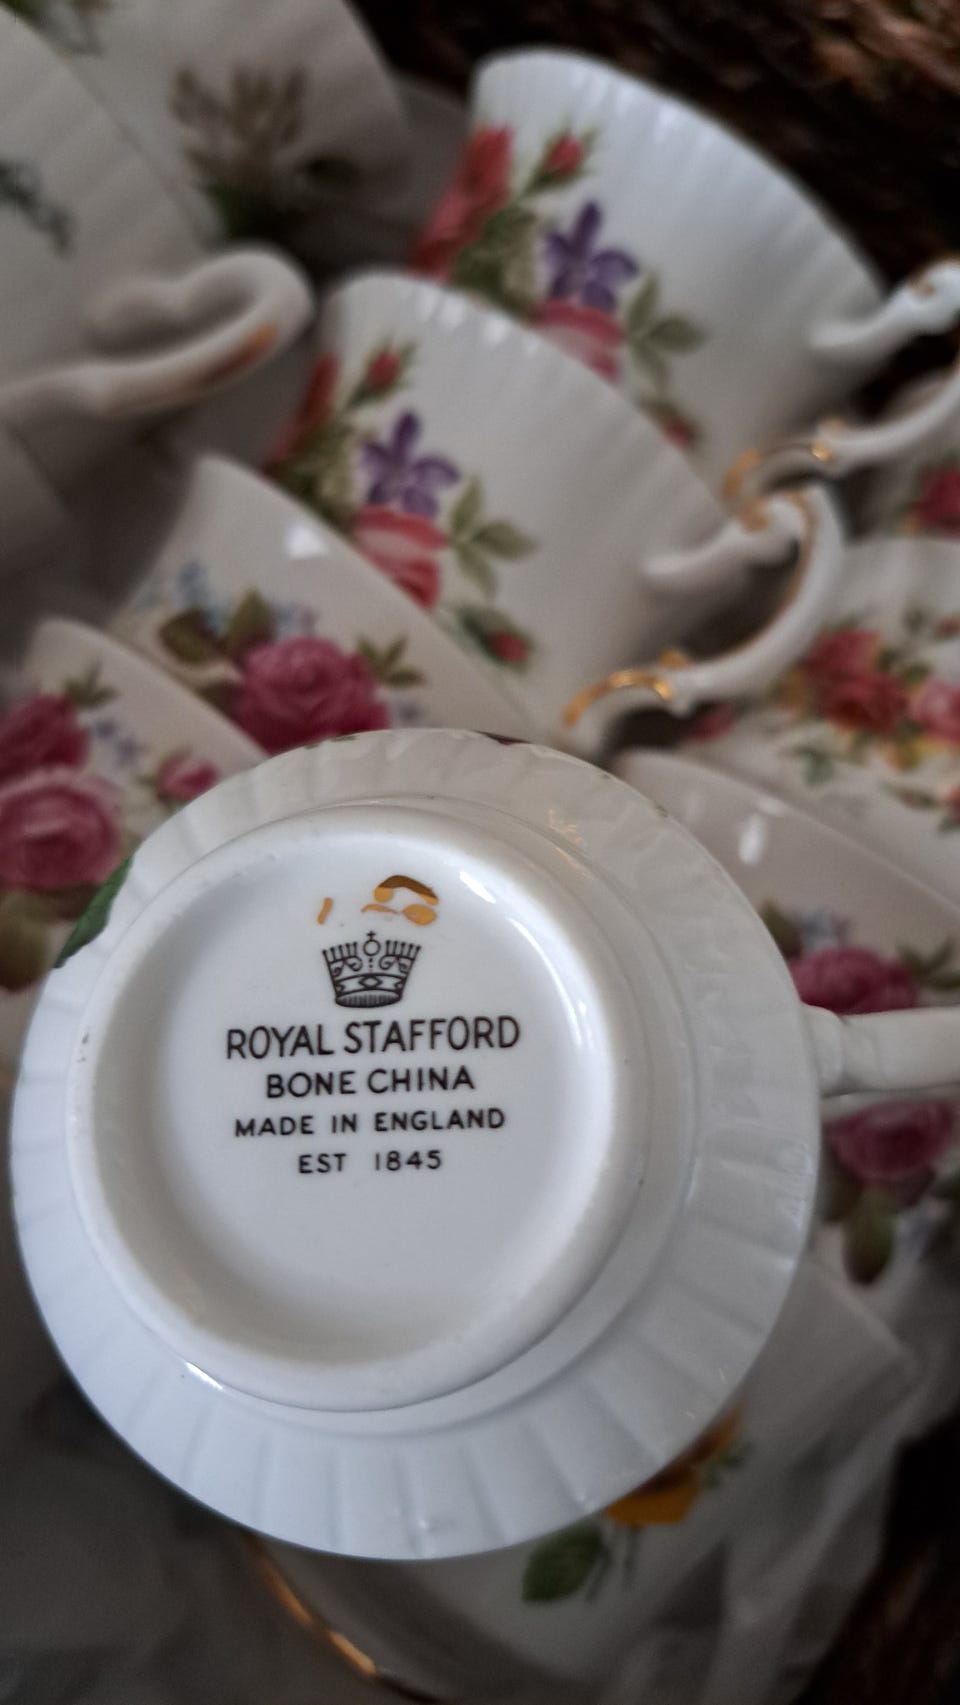 ROYAL STAFFORD
BONE CHINA
MADE IN ENGLAND
EST 1845